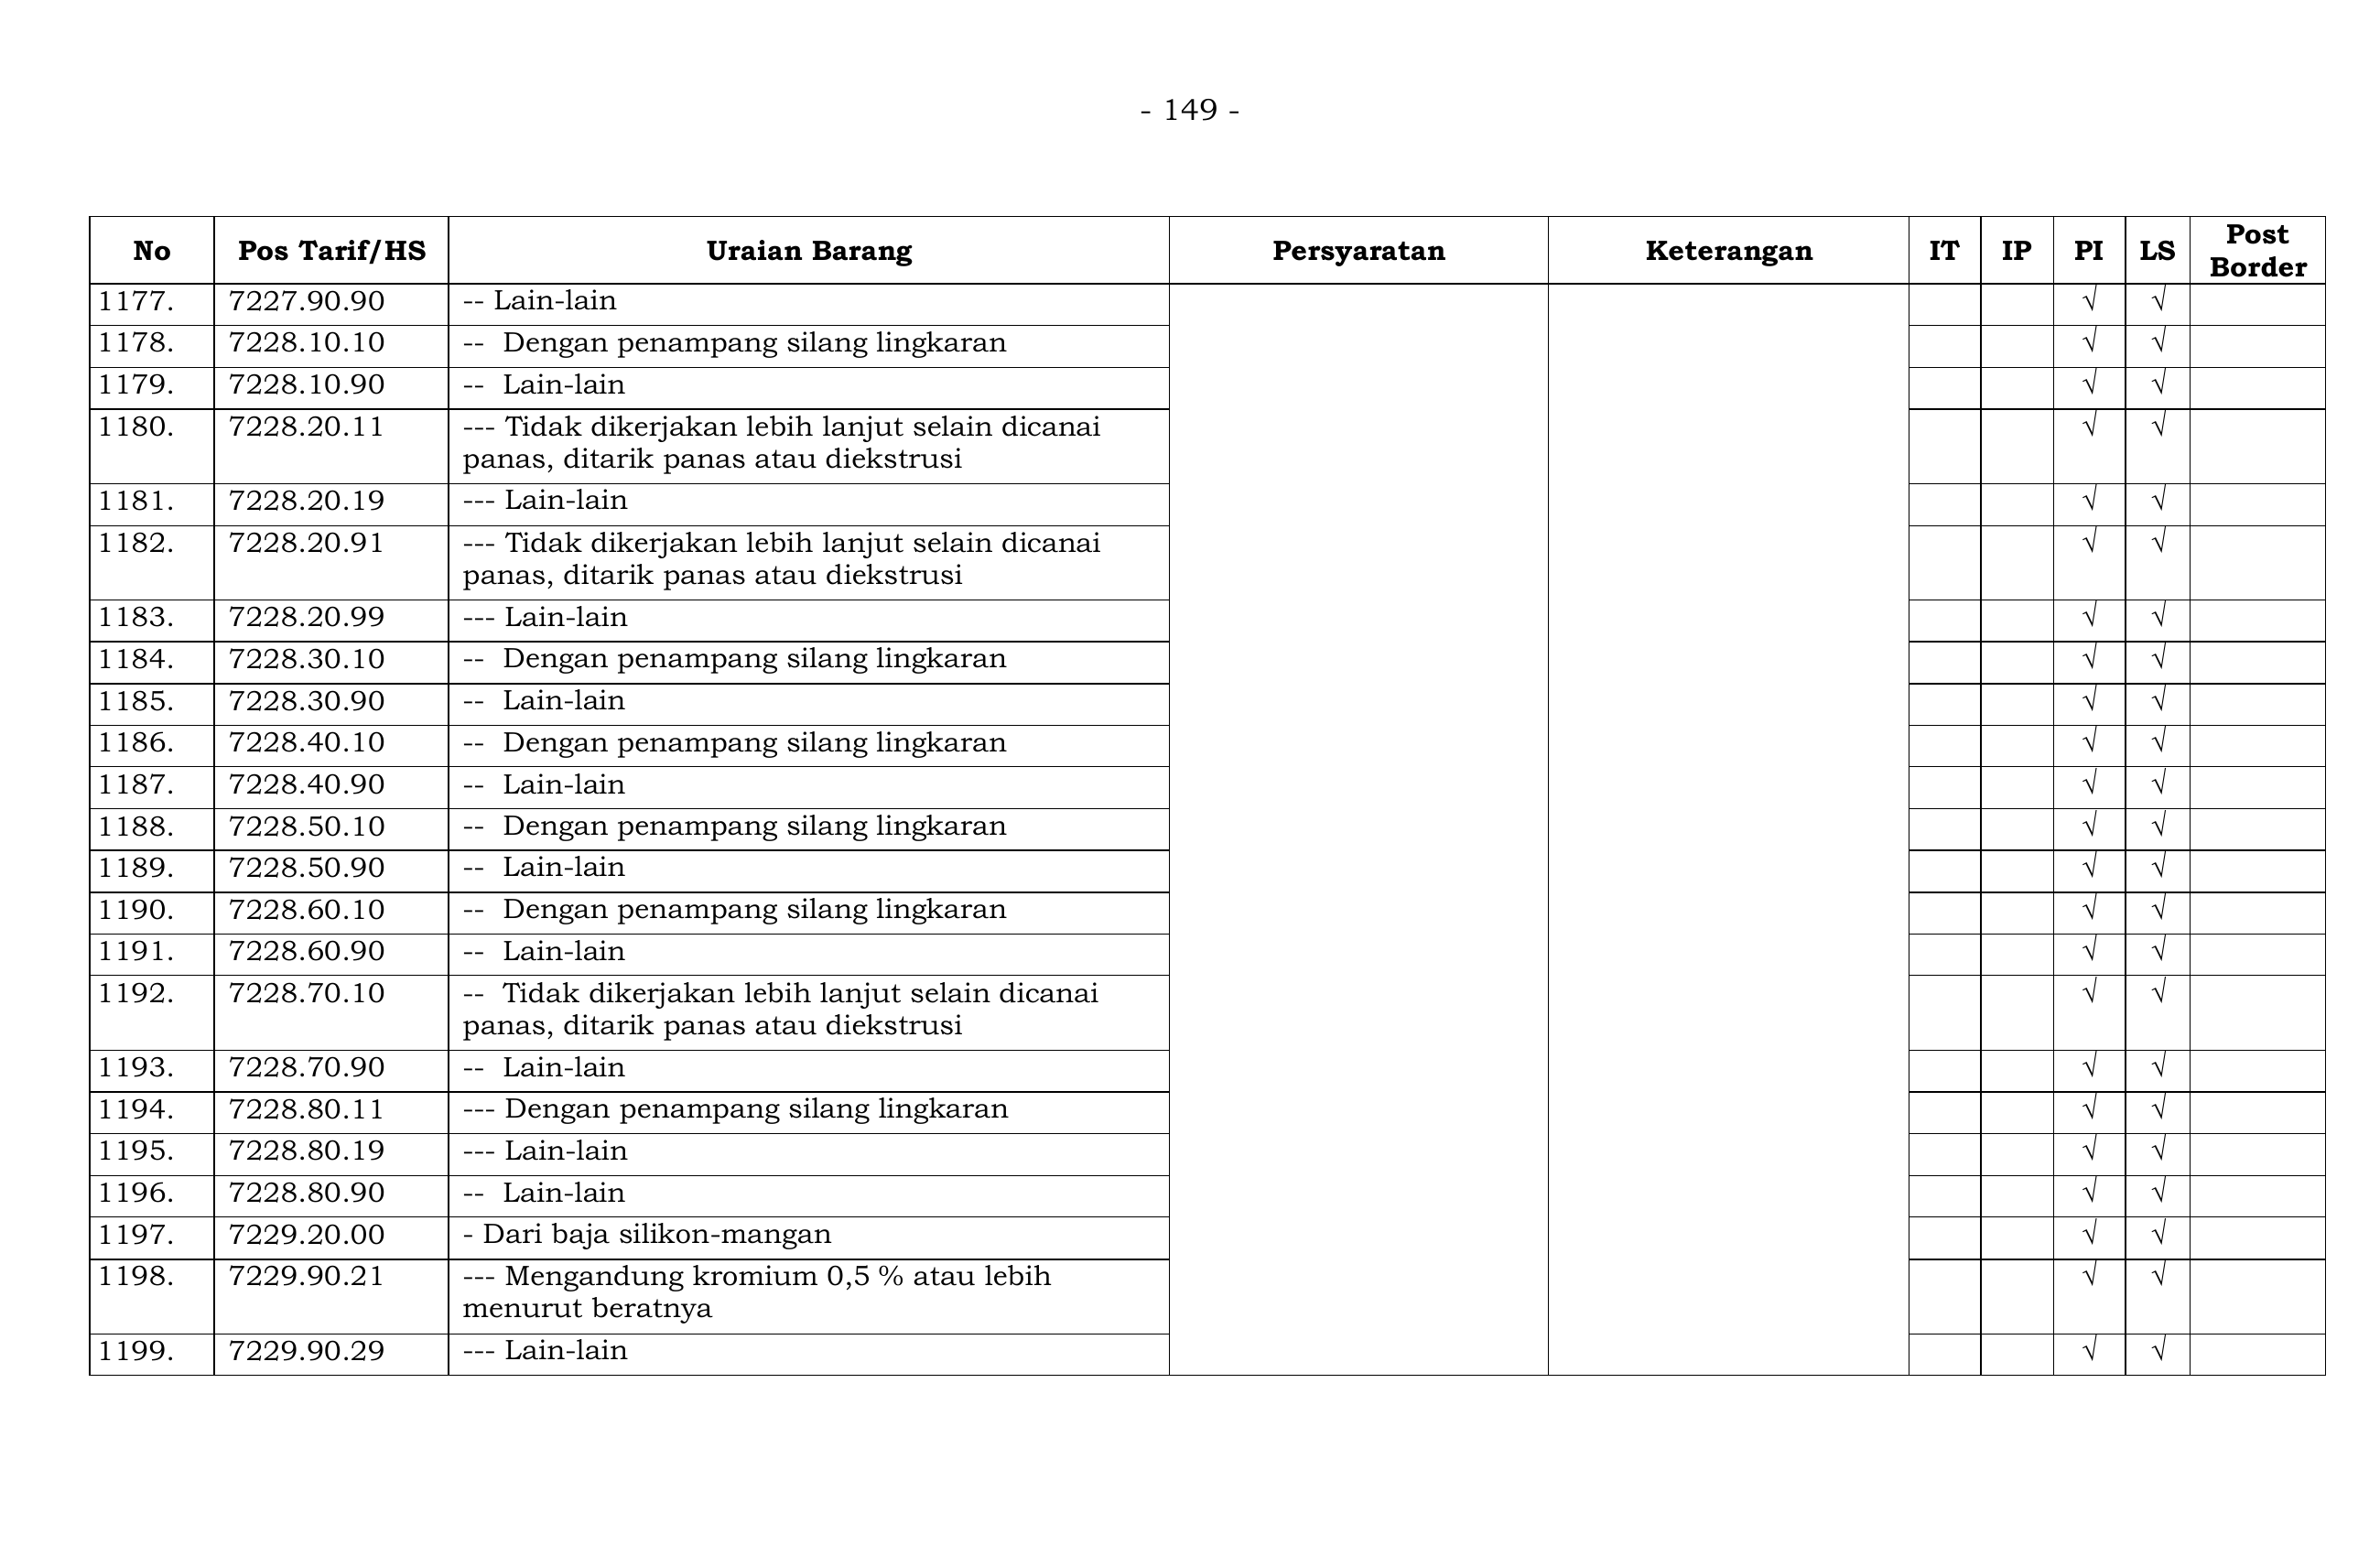 - 149 -
No Pos Tarif/HS Uraian Barang Persyaratan Keterangan IT IP PI LS Post
Border
1177. 7227.90.90 -- Lain-lain √ √
1178. 7228.10.10 -- Dengan penampang silang lingkaran √ √
1179. 7228.10.90 -- Lain-lain √ √
1180. 7228.20.11 --- Tidak dikerjakan lebih lanjut selain dicanai √ √
panas, ditarik panas atau diekstrusi
1181. 7228.20.19 --- Lain-lain √ √
1182. 7228.20.91 --- Tidak dikerjakan lebih lanjut selain dicanai √ √
panas, ditarik panas atau diekstrusi
1183. 7228.20.99 --- Lain-lain √ √
1184. 7228.30.10 -- Dengan penampang silang lingkaran √ √
1185. 7228.30.90 -- Lain-lain √ √
1186. 7228.40.10 -- Dengan penampang silang lingkaran √ √
1187. 7228.40.90 -- Lain-lain √ √
1188. 7228.50.10 -- Dengan penampang silang lingkaran √ √
1189. 7228.50.90 -- Lain-lain √ √
1190. 7228.60.10 -- Dengan penampang silang lingkaran √ √
1191. 7228.60.90 -- Lain-lain √ √
1192. 7228.70.10 -- Tidak dikerjakan lebih lanjut selain dicanai √ √
panas, ditarik panas atau diekstrusi
1193. 7228.70.90 -- Lain-lain √ √
1194. 7228.80.11 --- Dengan penampang silang lingkaran √ √
1195. 7228.80.19 --- Lain-lain √ √
1196. 7228.80.90 -- Lain-lain √ √
1197. 7229.20.00 - Dari baja silikon-mangan √ √
1198. 7229.90.21 --- Mengandung kromium 0,5 % atau lebih √ √
menurut beratnya
1199. 7229.90.29 --- Lain-lain √ √